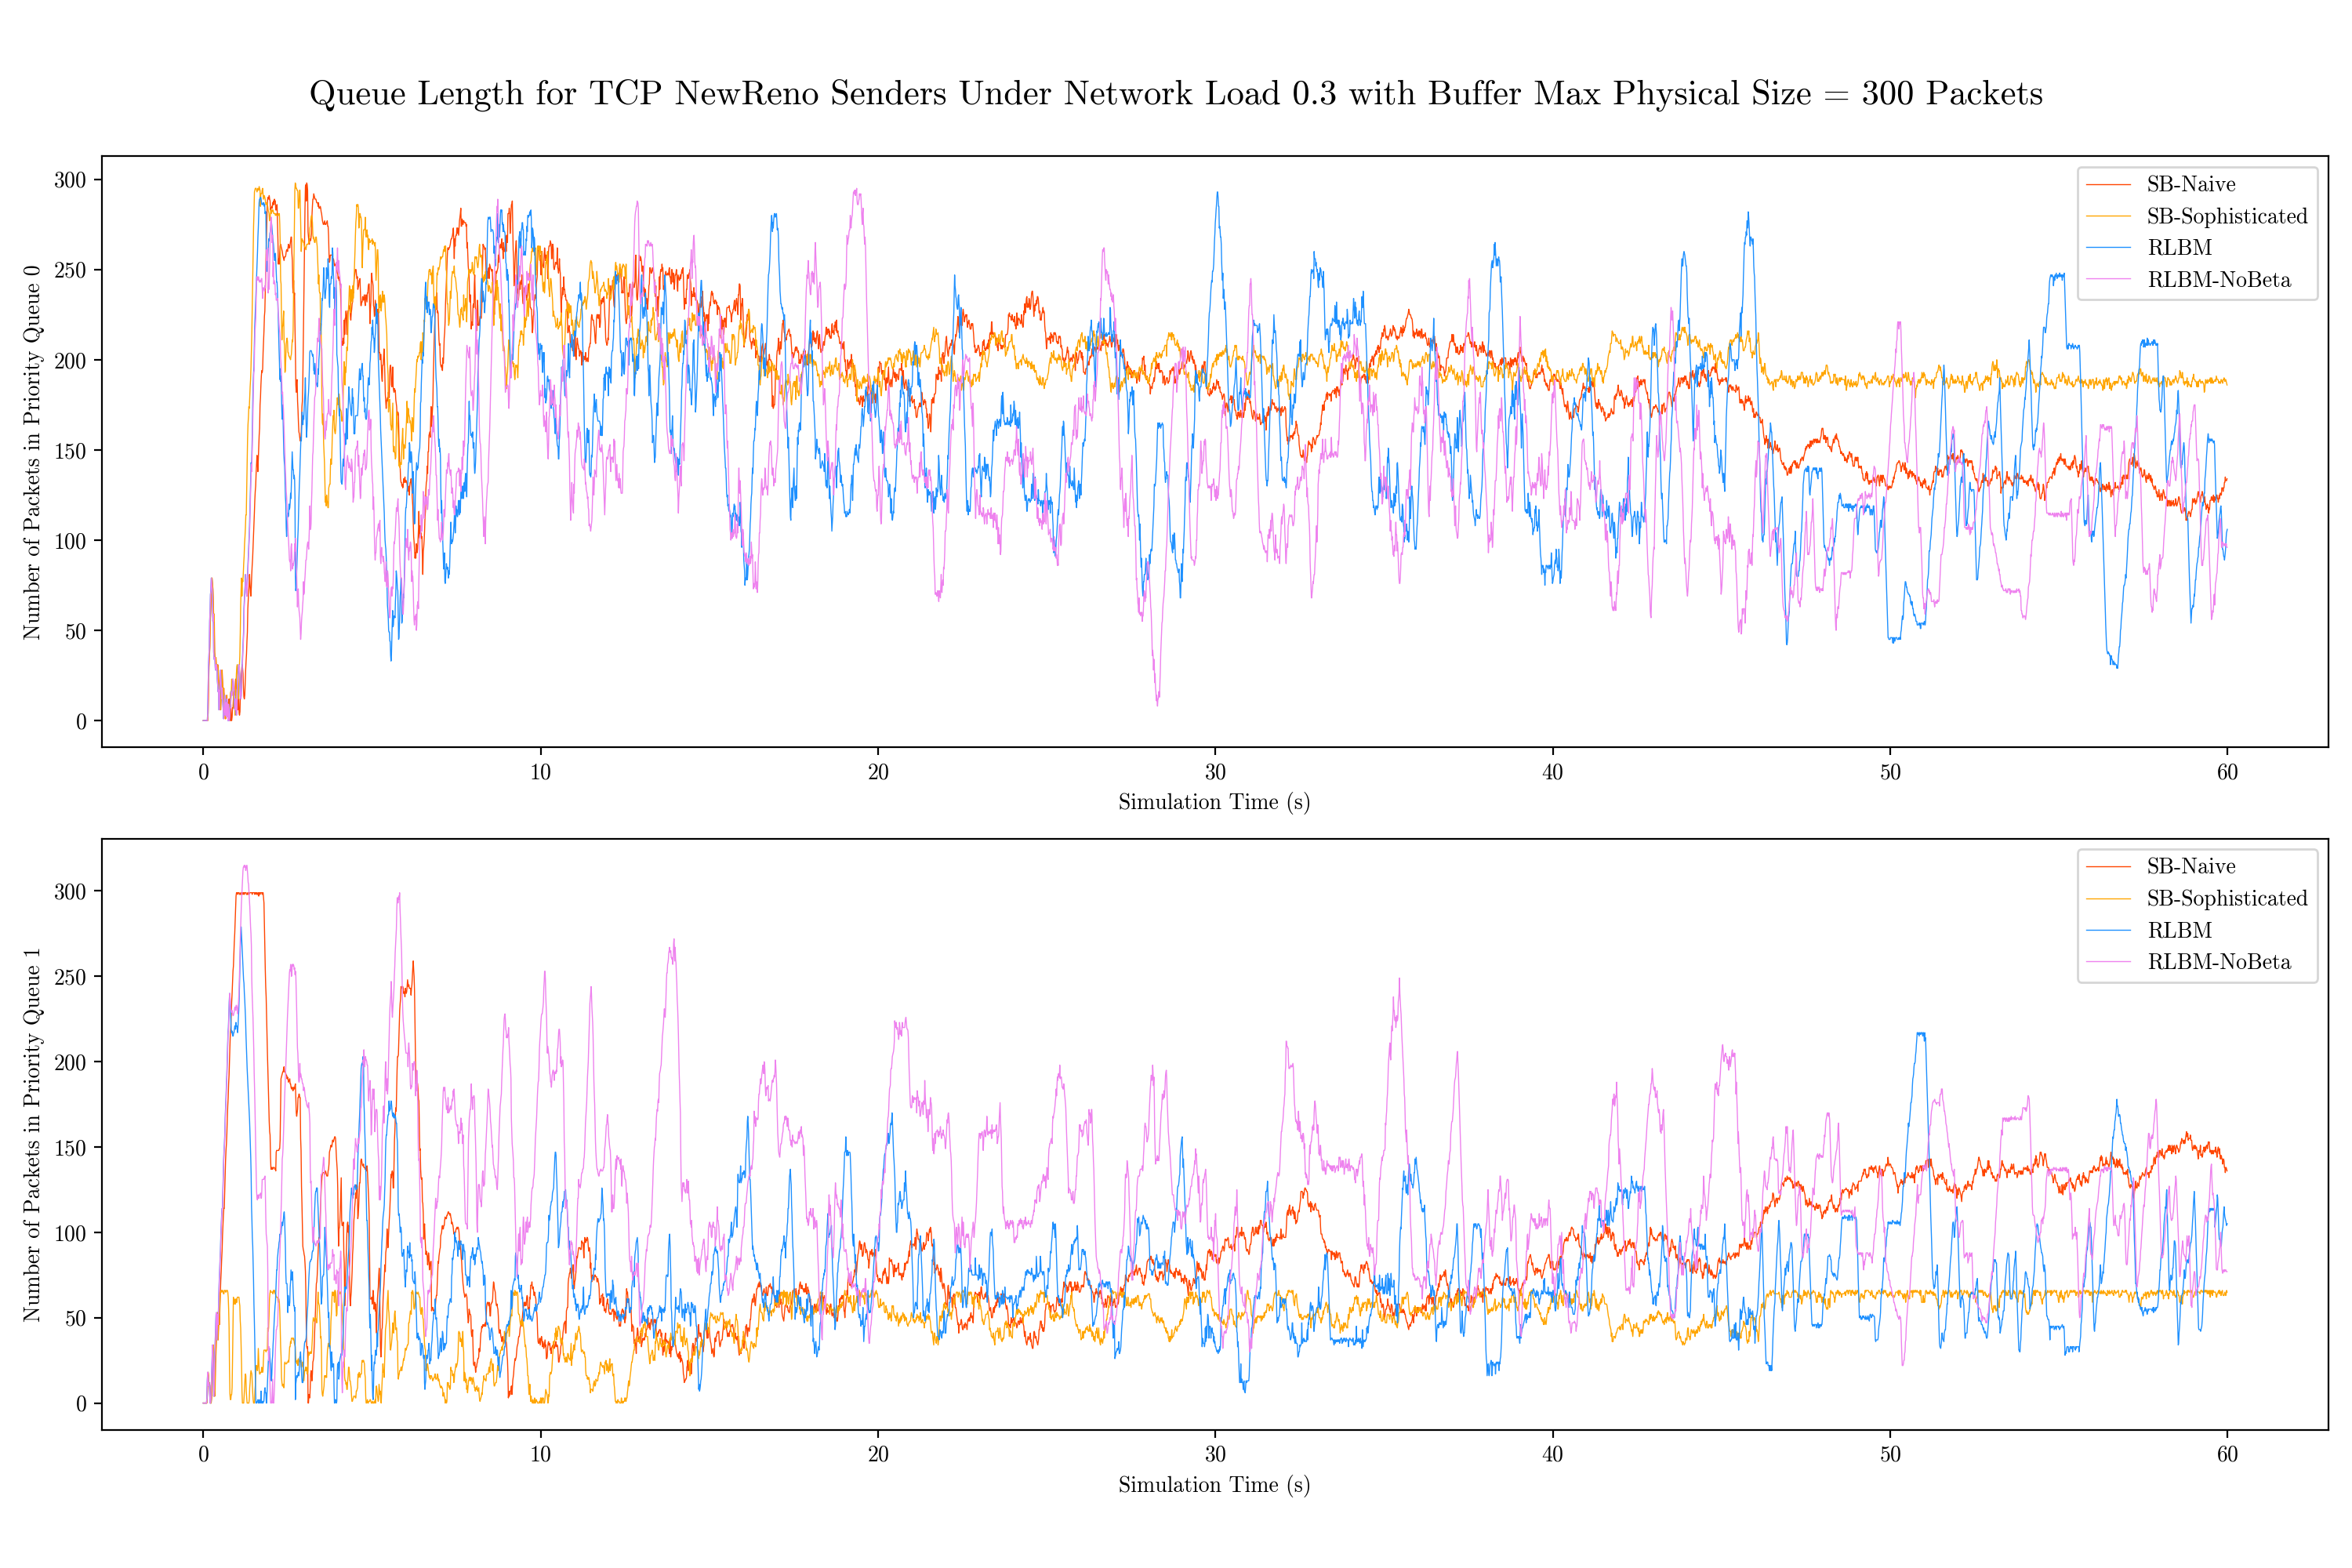 Queue Length for TCP NewReno Senders Under Network Load 0.3 with Buffer Max Physical Size = 300 Packets
Number of Packets in Priority Queue 0
300
250
200
150
100
50
0
SB-Naive
SB-Sophisticated
RLBM
RLBM-NoBeta
0 10 20 30 40 50 60
Simulation Time (s)
Number of Packets in Priority Queue 1
300
250
200
150
100
50
0
SB-Naive
SB-Sophisticated
RLBM
RLBM-NoBeta
0 10 20 30 40 50 60
Simulation Time (s)